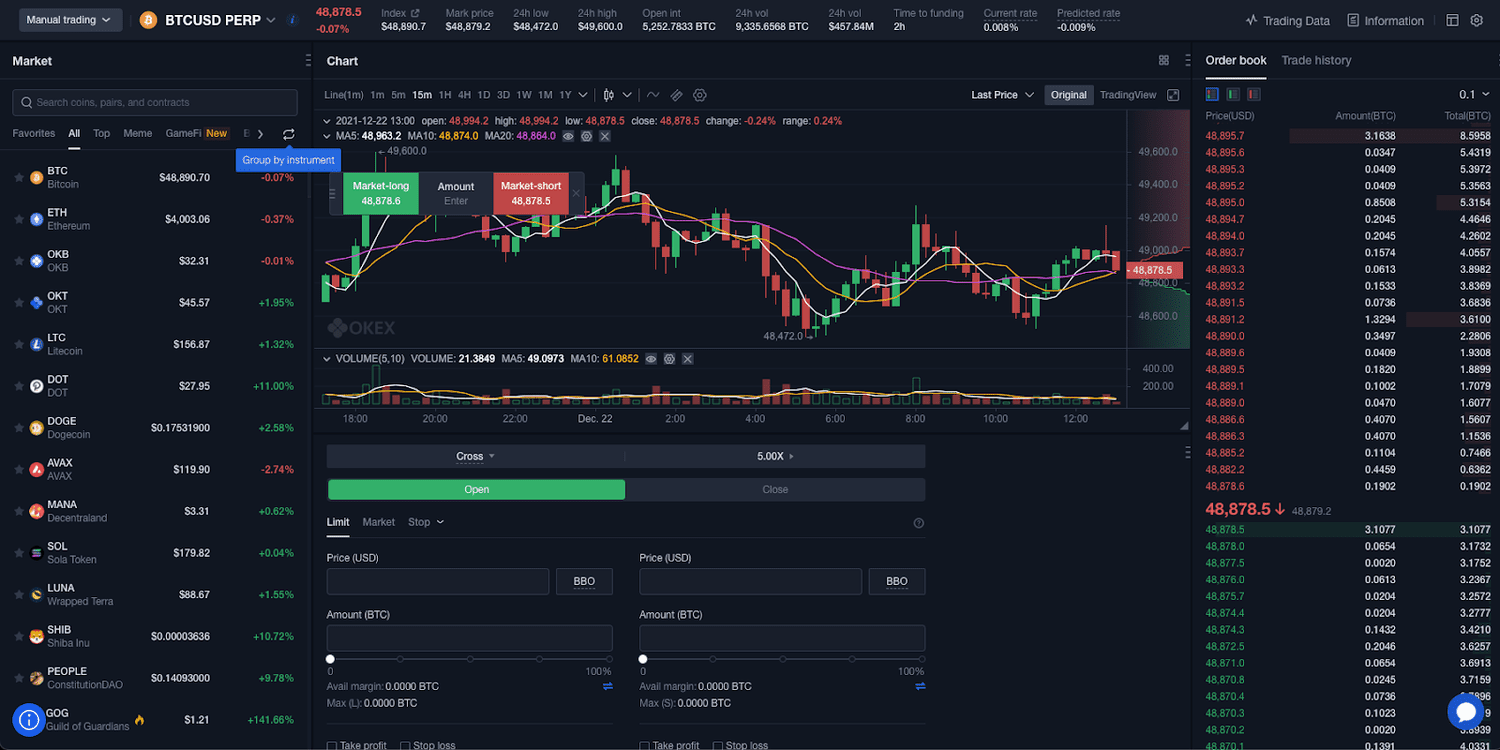 Manual trading
BTCUSD PERP
48,878.5
-0.07%
Index
$48,890.7
Mark price
$48,879.2
24h low
$48,472.0
24h high
$49,600.0
Open int
5,252.7833 BTC
24h vol
9,335.6568 BTC
24h vol
$457.84M
Time to funding
2h
Current rate
0.008%
Predicted rate
-0.009%
Trading Data
Information
Market
Search coins, pairs, and contracts
Favorites All Top Meme GameFi New
Group by instrument
BTC
Bitcoin
$48,890.70 -0.07%
ETH
Ethereum
$4,003.06 -0.37%
OKB
OKB
$32.31 -0.01%
OKT
OKT
$45.57 +1.95%
LTC
Litecoin
$156.87 +1.32%
DOT
DOT
$27.95 +11.00%
DOGE
Dogecoin
$0.17531900 +2.58%
AVAX
AVAX
$119.90 -2.74%
MANA
Decentraland
$3.31 +0.62%
SOL
Sola Token
$179.82 +0.04%
LUNA
Wrapped Terra
$88.67 +1.55%
SHIB
Shiba Inu
$0.00003636 +10.72%
PEOPLE
ConstitutionDAO
$0.14093000 +9.78%
GOG
Guild of Guardians
$1.21 +141.66%
Chart
Line(1m) 1m 5m 15m 1H 4H 1D 3D 1W 1M 1Y
Last Price Original TradingView
2021-12-22 13:00 open: 48,994.2 high: 48,994.2 low: 48,878.5 close: 48,878.5 change: -0.24% range: 0.24%
MA5: 48,963.2 MA10: 48,874.0 MA20: 48,864.0
49,600.0
Market-long
48,878.6
Amount
Enter
Market-short
48,878.5
49,600.0
49,400.0
49,200.0
49,000.0
48,878.5
48,800.0
48,600.0
48,472.0
OKEX
VOLUME(5,10) VOLUME: 21.3849 MA5: 49.0973 MA10: 61.0852
400.00
200.00
18:00 20:00 22:00 Dec. 22 2:00 4:00 6:00 8:00 10:00 12:00
Cross 5.00X
Open Close
Limit Market Stop
Price (USD)
BBO
Amount (BTC)
0 100%
Avail margin: 0.0000 BTC
Max (L): 0.0000 BTC
Take profit Stop loss
Price (USD)
BBO
Amount (BTC)
0 100%
Avail margin: 0.0000 BTC
Max (S): 0.0000 BTC
Take profit Stop loss
Order book Trade history
0.1
Price(USD) Amount(BTC) Total(BTC)
48,895.7 3.1638 8.5958
48,895.6 0.0347 5.4319
48,895.3 0.0409 5.3972
48,895.2 0.0409 5.3563
48,895.0 0.8508 5.3154
48,894.7 0.2045 4.4646
48,894.0 0.2045 4.2602
48,893.7 0.1574 4.0557
48,893.3 0.0613 3.8982
48,893.2 0.1533 3.8369
48,891.5 0.0736 3.6836
48,891.2 1.3294 3.6100
48,890.0 0.3497 2.2806
48,889.6 0.0409 1.9308
48,889.5 0.1820 1.8899
48,889.1 0.1002 1.7079
48,889.0 0.0470 1.6077
48,886.6 0.4070 1.5607
48,886.3 0.4070 1.1536
48,885.2 0.1104 0.7466
48,882.2 0.4459 0.6362
48,878.6 0.1902 0.1902
48,878.5 48,879.2
48,878.5 3.1077 3.1077
48,878.0 0.0654 3.1732
48,877.5 0.0020 3.1752
48,876.0 0.0613 3.2367
48,875.7 0.0204 3.2572
48,874.4 0.0204 3.2777
48,874.3 0.1432 3.4210
48,872.5 0.2046 3.6257
48,871.0 0.0654 3.6913
48,870.8 0.0245 3.7159
48,870.4 0.0736
48,870.3 0.1023
48,870.2 0.0020
48,870.1 0.1391 4.0331